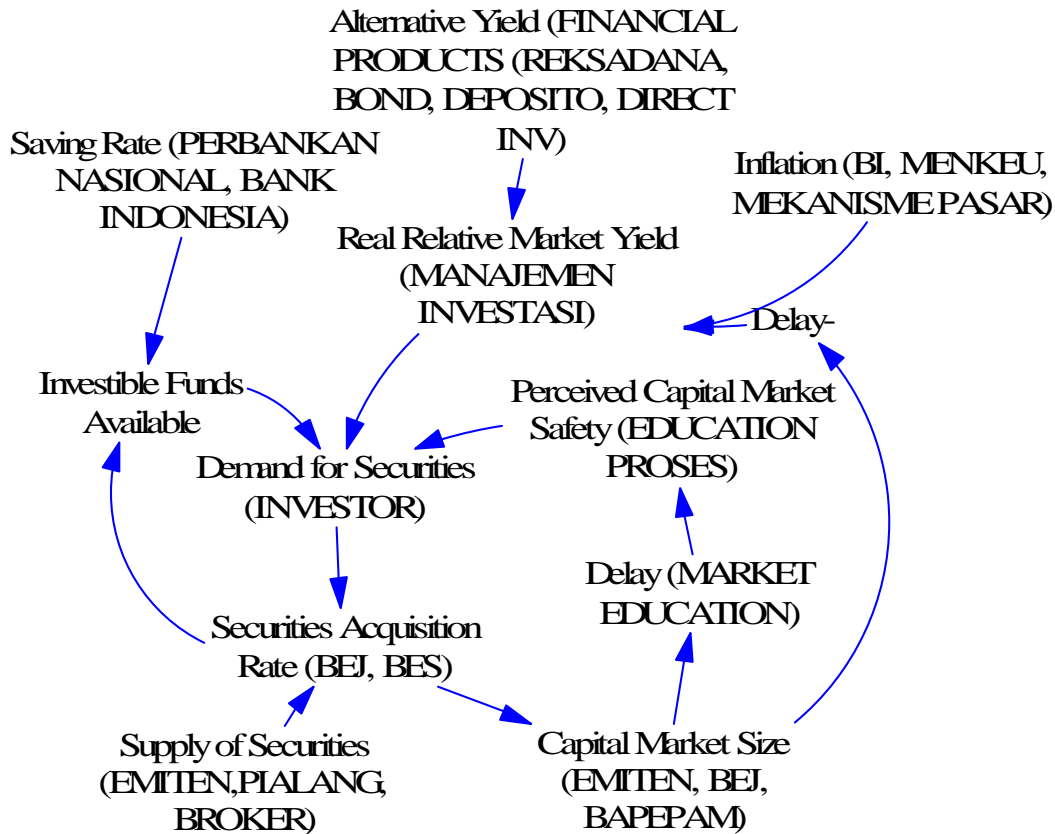 Alternative Yield (FINANCIAL
PRODUCTS (REKSADANA,
BOND, DEPOSITO, DIRECT
INV)
Saving Rate (PERBANKAN
NASIONAL, BANK
INDONESIA)
Inflation (BI, MENKEU,
MEKANISME PASAR)
Real Relative Market Yield
(MANAJEMEN
INVESTASI)
Delay-
Investible Funds
Available
Perceived Capital Market
Safety (EDUCATION
PROSES)
Demand for Securities
(INVESTOR)
Delay (MARKET
EDUCATION)
Securities Acquisition
Rate (BEJ, BES)
Supply of Securities
(EMITEN,PIALANG,
BROKER)
Capital Market Size
(EMITEN, BEJ,
BAPEPAM)